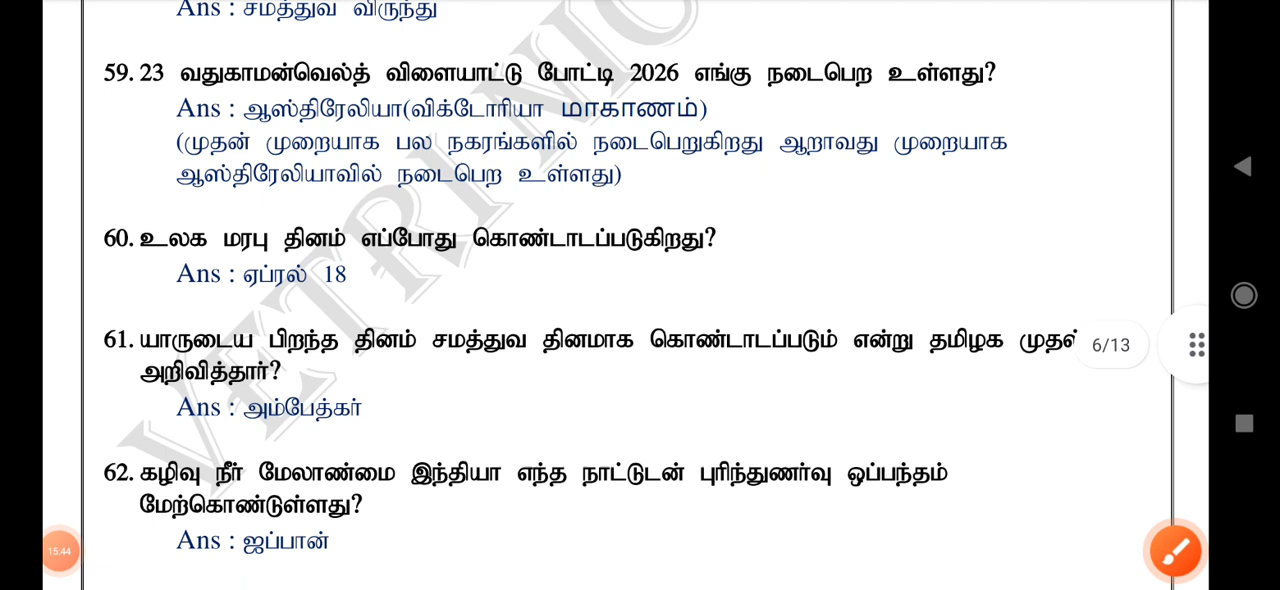 Ans : சமத்துவ விருந்து
59. 23 வதுகாமன்வெல்த் விளையாட்டு போட்டி 2026 எங்கு நடைபெற உள்ளது?
Ans : ஆஸ்திரேலியா(விக்டோரியா மாகாணம்)
(முதன் முறையாக பல நகரங்களில் நடைபெறுகிறது ஆறாவது முறையாக
ஆஸ்திரேலியாவில் நடைபெற உள்ளது)
60. உலக மரபு தினம் எப்போது கொண்டாடப்படுகிறது?
Ans : ஏப்ரல் 18
61. யாருடைய பிறந்த தினம் சமத்துவ தினமாக கொண்டாடப்படும் என்று தமிழக முதல்
6/13
அறிவித்தார்?
Ans : அம்பேத்கர்
62. கழிவு நீர் மேலாண்மை இந்தியா எந்த நாட்டுடன் புரிந்துணர்வு ஒப்பந்தம்
மேற்கொண்டுள்ளது?
Ans : ஜப்பான்
15:44
VETRI NIO